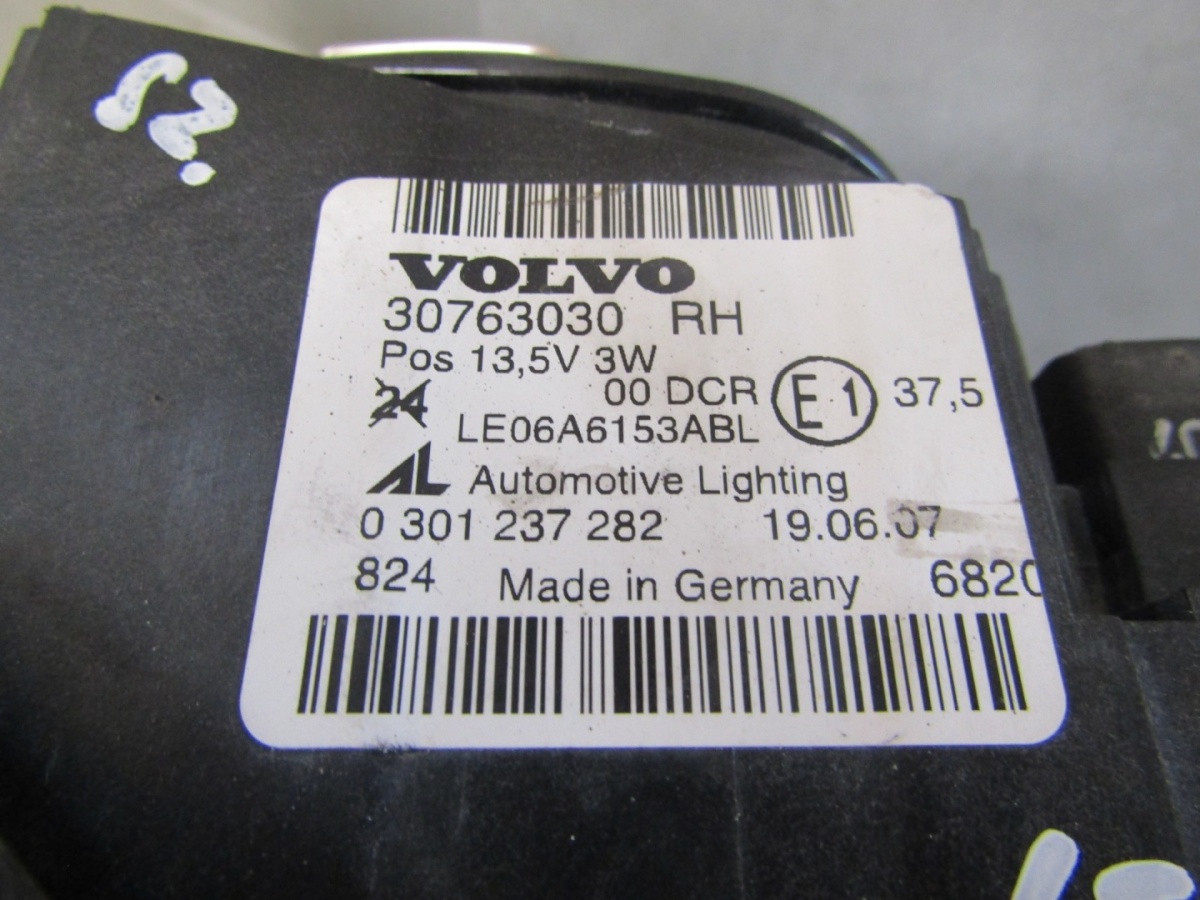 VOLVO
30763030 RH
Pos 13,5V 3W
24 00 DCR E1 37,5
LE06A6153ABL
AL Automotive Lighting
0 301 237 282 19.06.07
824 Made in Germany 6820